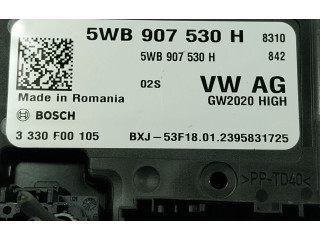 5WB 907 530 H 8310
5WB 907 530 H 842
02S VW AG
Made in Romania GW2020 HIGH
BOSCH
3 330 F00 105 BXJ-53F18.01.2395831725
>PP-TD40<